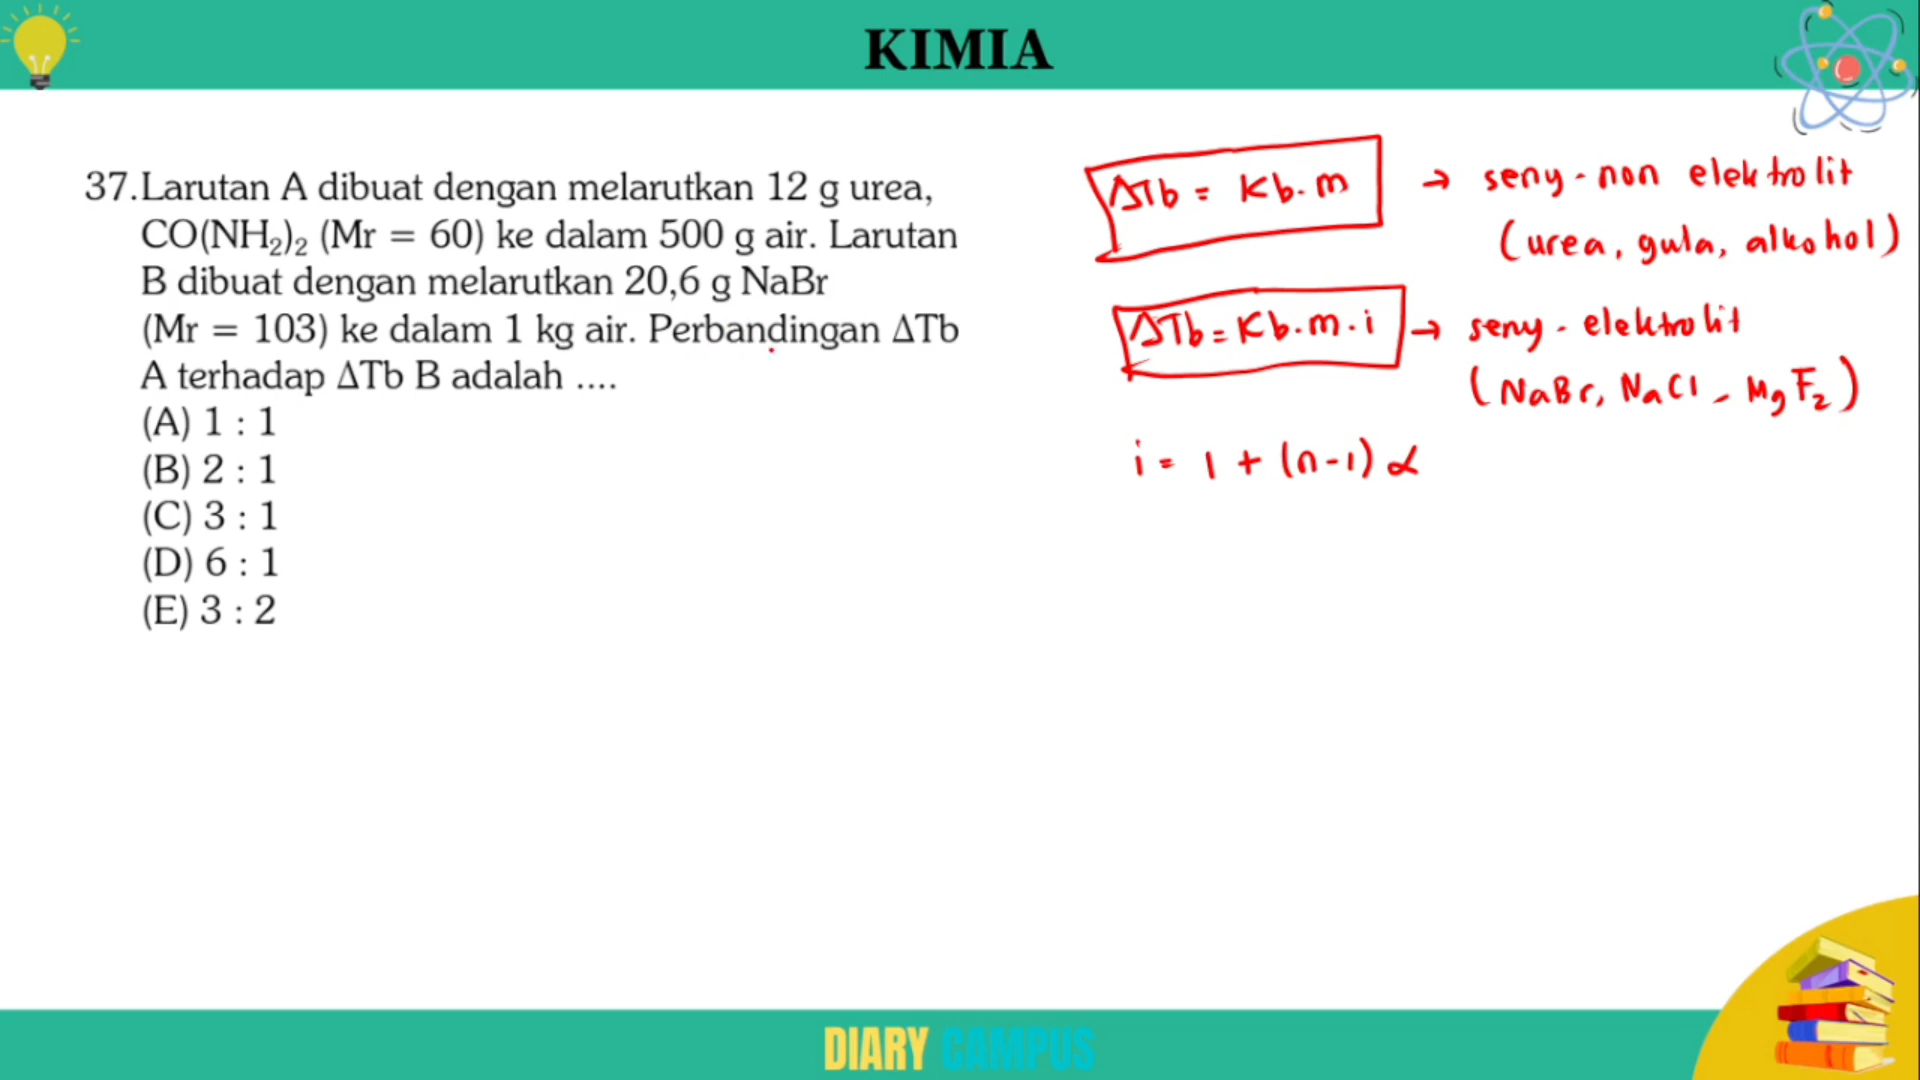 KIMIA
37.Larutan A dibuat dengan melarutkan 12 g urea,
CO(NH₂)₂ (Mr = 60) ke dalam 500 g air. Larutan
B dibuat dengan melarutkan 20,6 g NaBr
(Mr = 103) ke dalam 1 kg air. Perbandingan ΔTb
A terhadap ΔTb B adalah ....
(A) 1 : 1
(B) 2 : 1
(C) 3 : 1
(D) 6 : 1
(E) 3 : 2
ΔTb = Kb . m → seny - non elektrolit
(urea, gula, alkohol)
ΔTb = Kb . m . i → seny - elektrolit
(NaBr, NaCl - MgF₂)
i = 1 + (n-1) α
DIARY CAMPUS